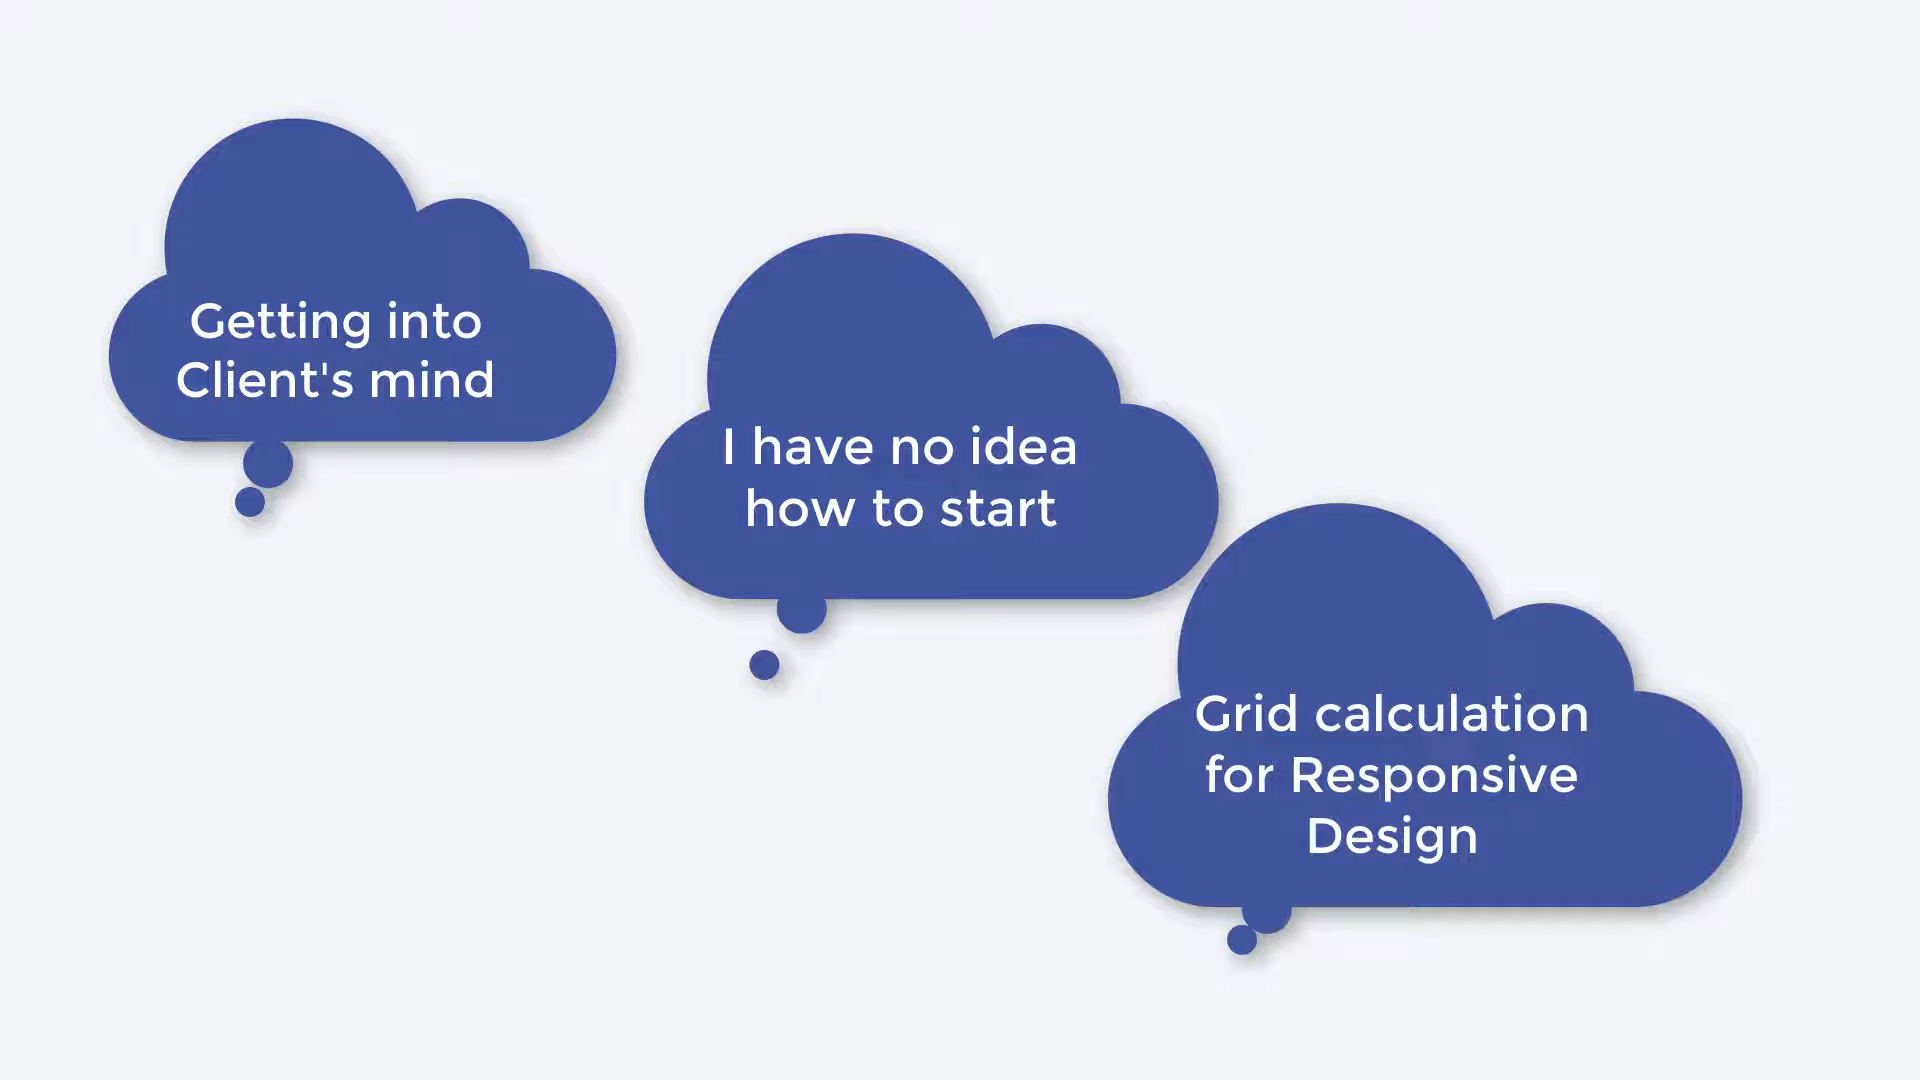 Getting into
Client's mind
I have no idea
how to start
Grid calculation
for Responsive
Design